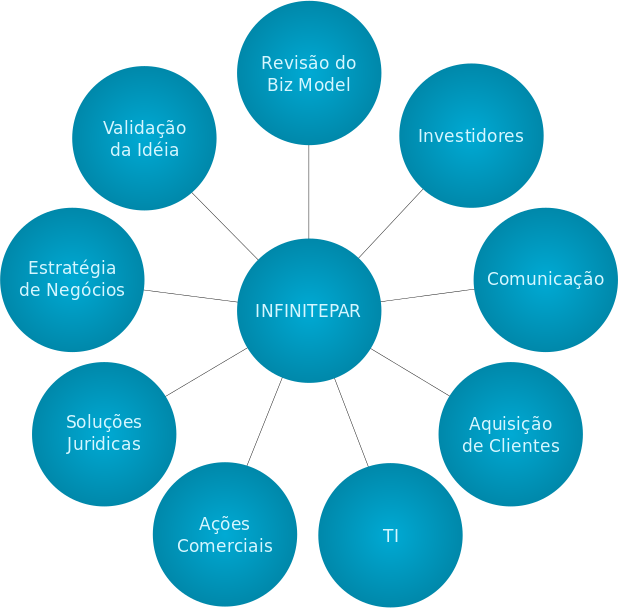 Revisão do
Biz Model
Validação
da Idéia
Investidores
Estratégia
de Negócios
Comunicação
INFINITEPAR
Soluções
Juridicas
Aquisição
de Clientes
Ações
Comerciais
TI